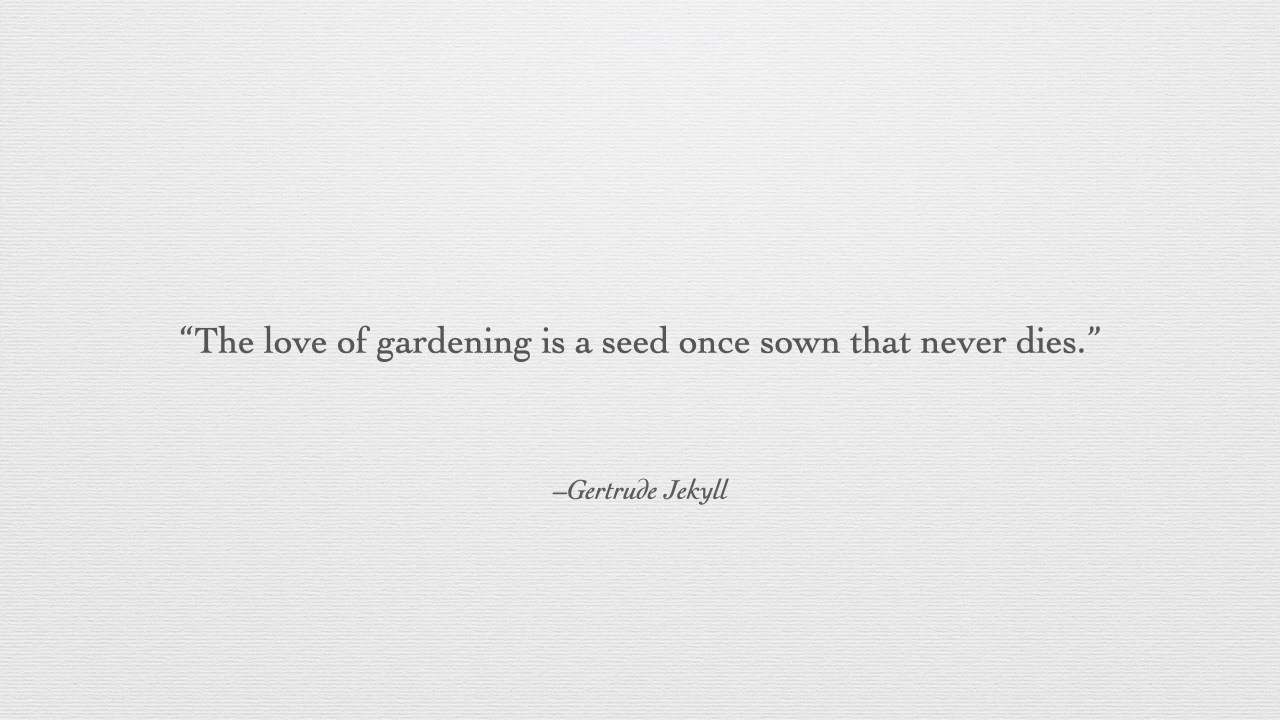 “The love of gardening is a seed once sown that never dies.”
–Gertrude Jekyll